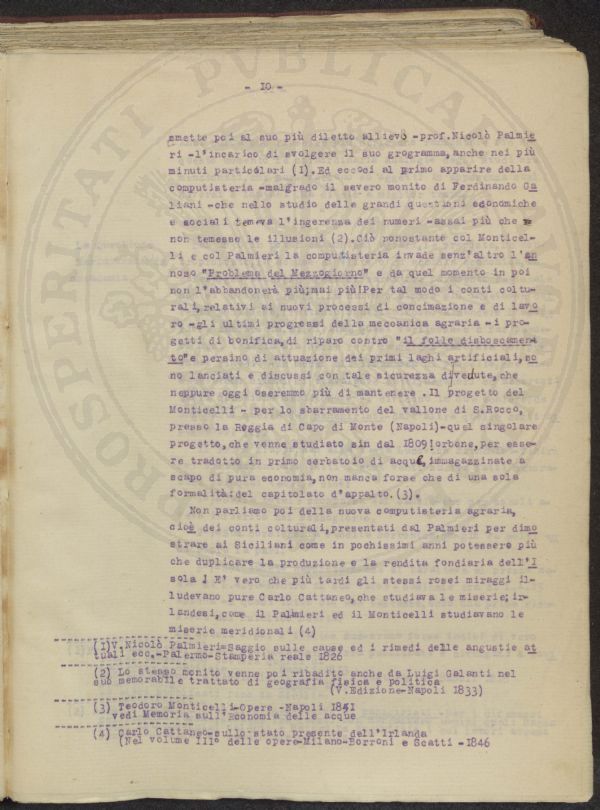 - 10 -
emette poi al suo più diletto allievo -prof.Nicolò Palmie
ri -l'incarico di svolgere il suo grogramma,anche nei più
minuti particòlari (I).Ed eccoci al primo apparire della
computisteria -malgrado il severo monito di Ferdinando Ga
liani -che nello studio delle grandi questioni economiche
e sociali temeva l'ingerenza dei numeri -assai più che
non temesse le illusioni (2).Ciò nonostante col Monticel-
li e col Palmieri la computisteria invade senz'altro l'an
noso "Problema del Mezzogiorno" e da quel momento in poi
non l'abbandonerà più;mai più!Per tal modo i conti coltu-
rali,relativi ai nuovi processi di concimazione e di lavo
ro -gli ultimi progressi della meccanica agraria -i pro-
getti di bonifica,di riparo contro "il folle disboscamen
to"e persino di attuazione dei primi laghi artificiali,so
no lanciati e discussi con tale sicurezza di vedute,che
neppure oggi oseremmo più di mantenere .Il progetto del
Monticelli - per lo sbarramento del vallone di S.Rocco,
presso la Reggia di Capo di Monte (Napoli)-quel singolare
progetto,che venne studiato sin dal 1809!orbene,per esse-
re tradotto in primo serbatoio di acque,immagazzinate a
scapo di pura economia,non manca forse che di una sola
formalità:del capitolato d'appalto.(3).
Non parliamo poi della nuova computisteria agraria,
cioè dei conti colturali,presentati dal Palmieri per dimo
strare ai Siciliani come in pochissimi anni potessero più
che duplicare la produzione e la rendita fondiaria dell'I
sola ! E' vero che più tardi gli stessi rosei miraggi il-
ludevano pure Carlo Cattaneo,che studiava le miserie;ir-
landesi,come il Palmieri ed il Monticelli studiavano le
miserie meridionali (4)
(I)V.Nicolò Palmieri-Saggio sulle cause ed i rimedi delle angustie at
tuali ecc.-Palermo-Stamperia reale 1826
(2) Lo stesso monito venne poi ribadito anche da Luigi Galanti nel
suo memorabile trattato di geografia fisica e politica
(V.Edizione-Napoli 1833)
(3) Teodoro Monticelli-Opere -Napoli 1841
vedi Memoria sull'Economia delle acque
(4) Carlo Cattaneo-sullo stato presente dell'Irlanda
(Nel volume III° delle opere-Milano-Borroni e Scatti -1846